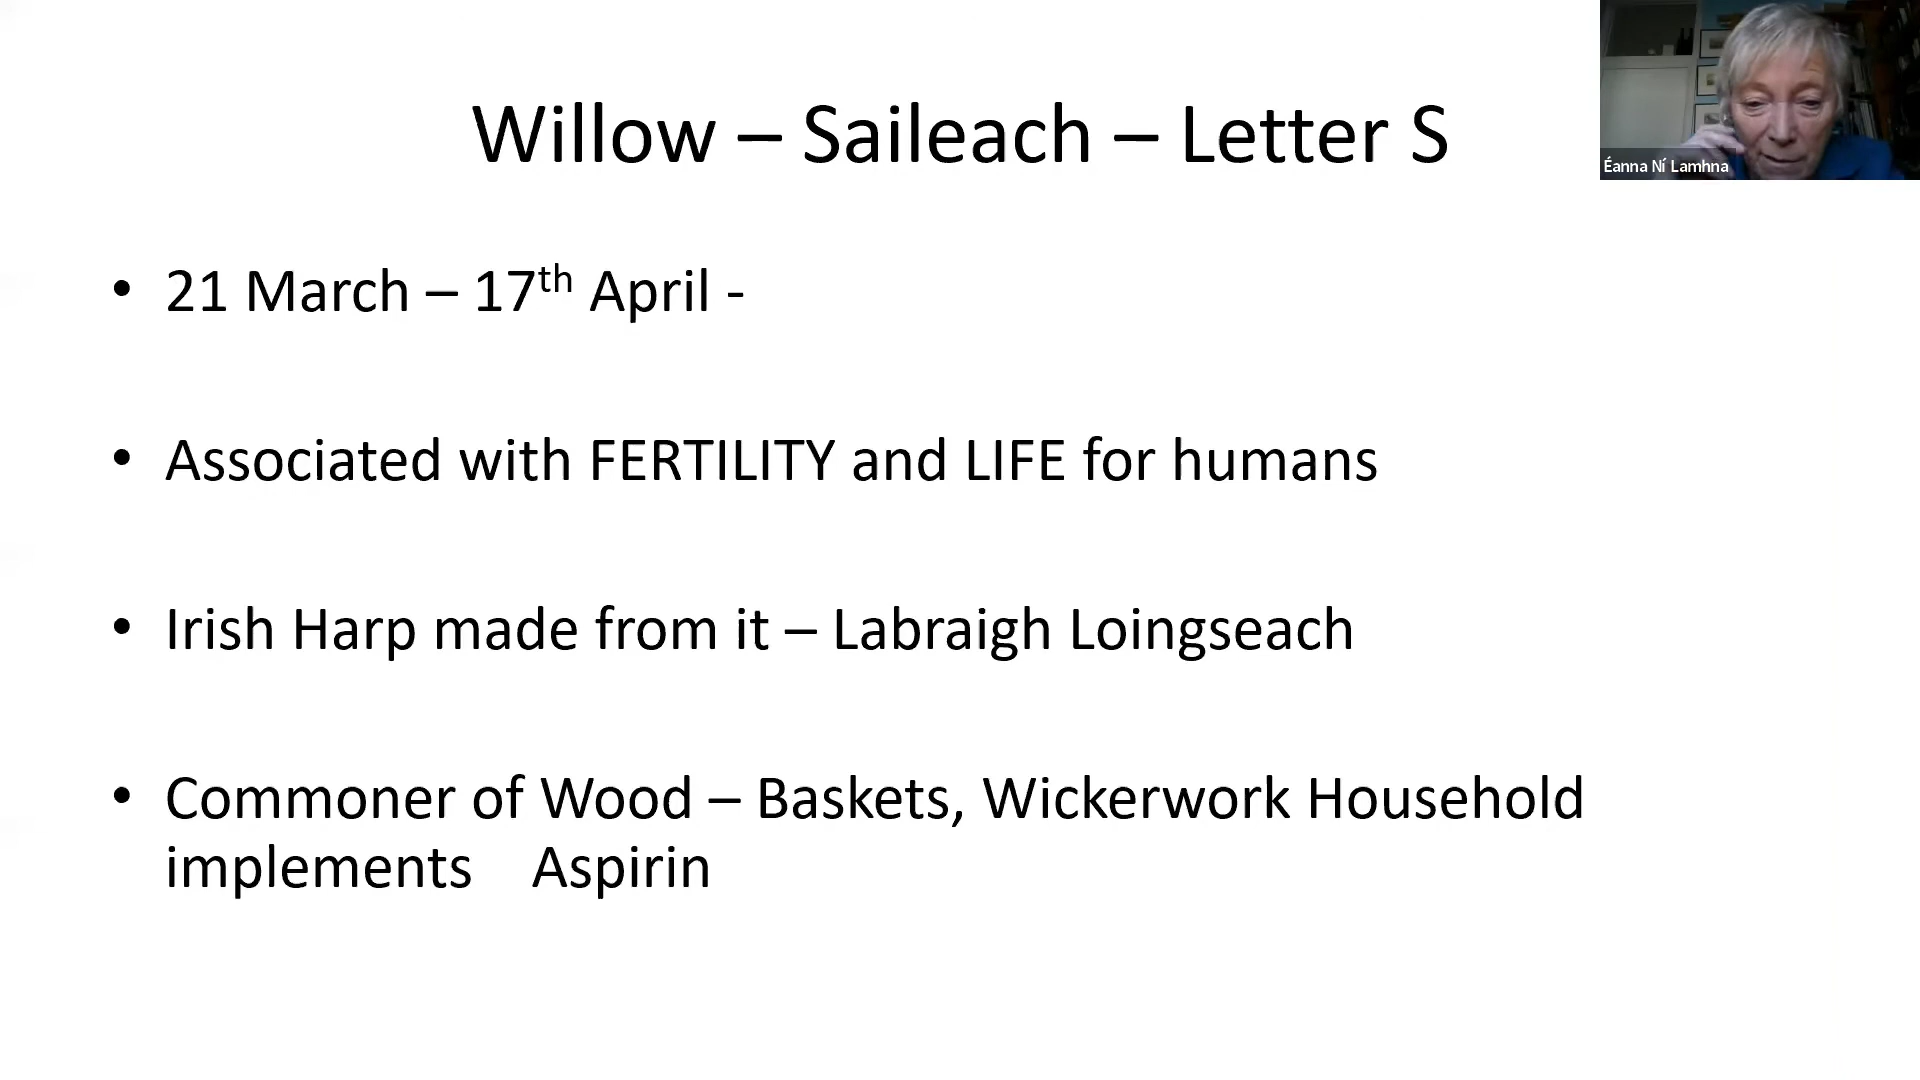 Willow – Saileach – Letter S
Éanna Ní Lamhna
• 21 March – 17th April -
• Associated with FERTILITY and LIFE for humans
• Irish Harp made from it – Labraigh Loingseach
• Commoner of Wood – Baskets, Wickerwork Household
implements    Aspirin